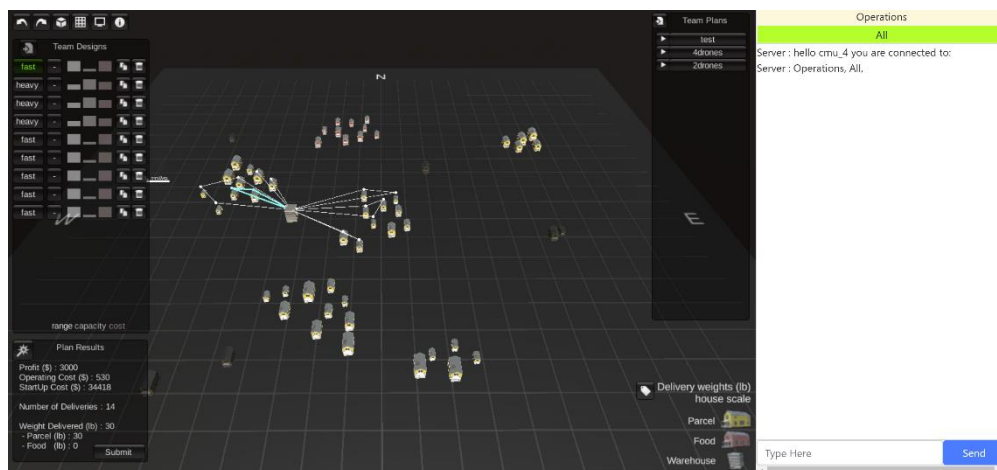 Team Designs
fast -
heavy -
heavy -
heavy -
fast -
fast -
fast -
fast -
fast -
range capacity cost
Plan Results
Profit ($) : 3000
Operating Cost ($) : 530
StartUp Cost ($) : 34418
Number of Deliveries : 14
Weight Delivered (lb) : 30
- Parcel (lb) : 30
- Food (lb) : 0
Submit
N
W
E
Team Plans
test
4drones
2drones
Delivery weights (lb)
house scale
Parcel
Food
Warehouse
Operations
All
Server : hello cmu_4 you are connected to:
Server : Operations, All,
Type Here
Send